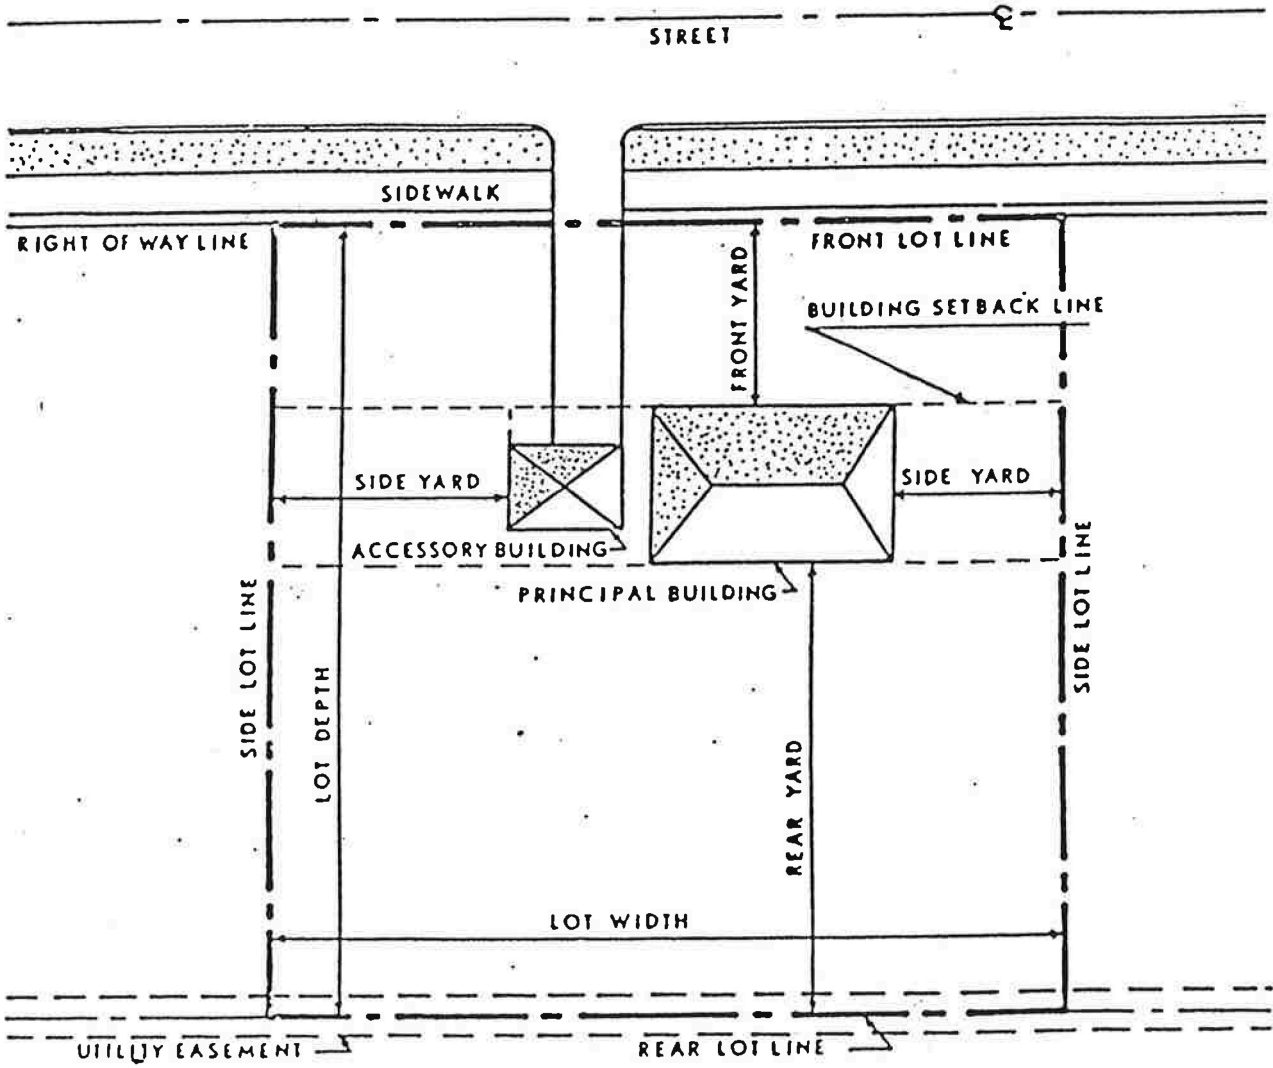 STREET
SIDEWALK
RIGHT OF WAY LINE
FRONT LOT LINE
FRONT YARD
BUILDING SETBACK LINE
SIDE YARD
SIDE YARD
ACCESSORY BUILDING
PRINCIPAL BUILDING
SIDE LOT LINE
SIDE LOT LINE
LOT DEPTH
REAR YARD
LOT WIDTH
UTILITY EASEMENT
REAR LOT LINE